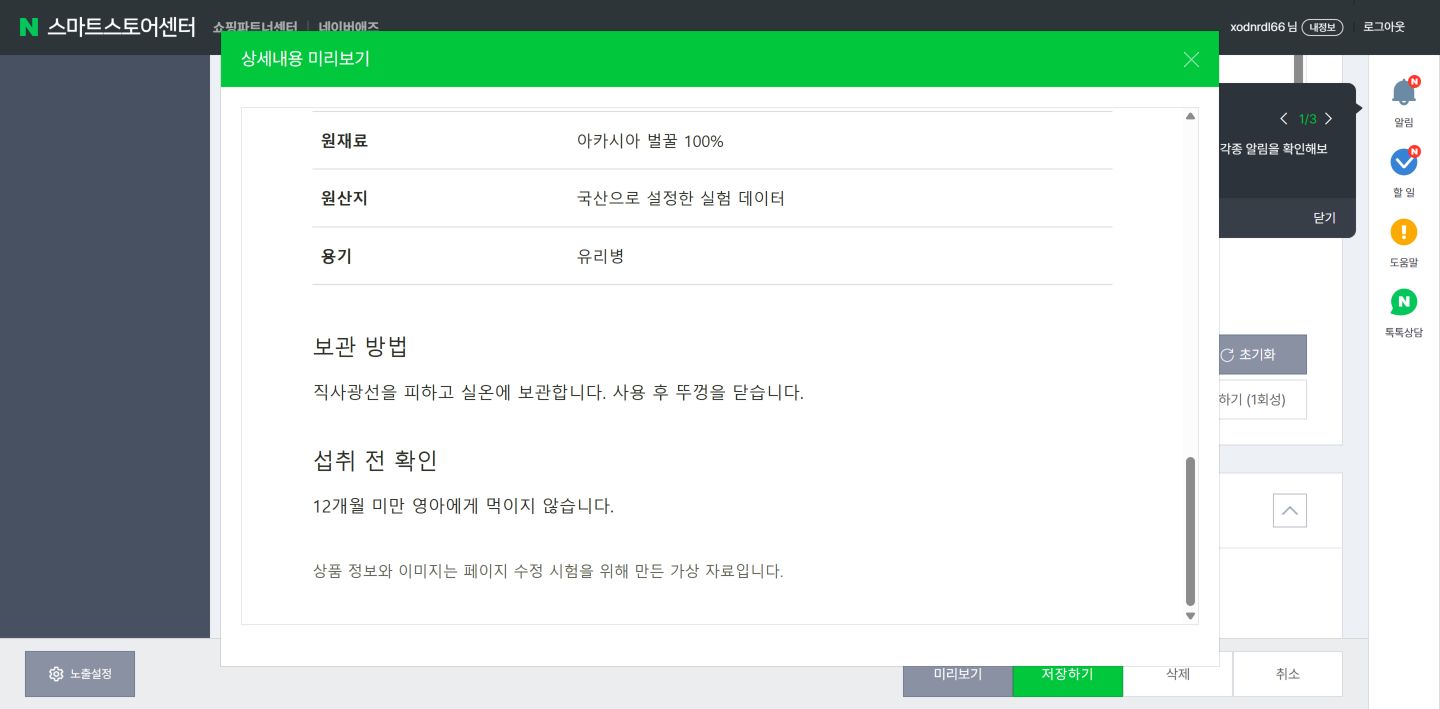 N 스마트스토어센터 쇼핑파트너센터 네이버애즈 xodnrdl66 님 내정보 로그아웃
상세내용 미리보기
원재료 아카시아 벌꿀 100%
원산지 국산으로 설정한 실험 데이터
용기 유리병
보관 방법
직사광선을 피하고 실온에 보관합니다. 사용 후 뚜껑을 닫습니다.
섭취 전 확인
12개월 미만 영아에게 먹이지 않습니다.
상품 정보와 이미지는 페이지 수정 시험을 위해 만든 가상 자료입니다.
1/3
각종 알림을 확인해보
닫기
초기화
하기 (1회성)
N
알림
N
할 일
도움말
N
톡톡상담
노출설정 미리보기 저장하기 삭제 취소